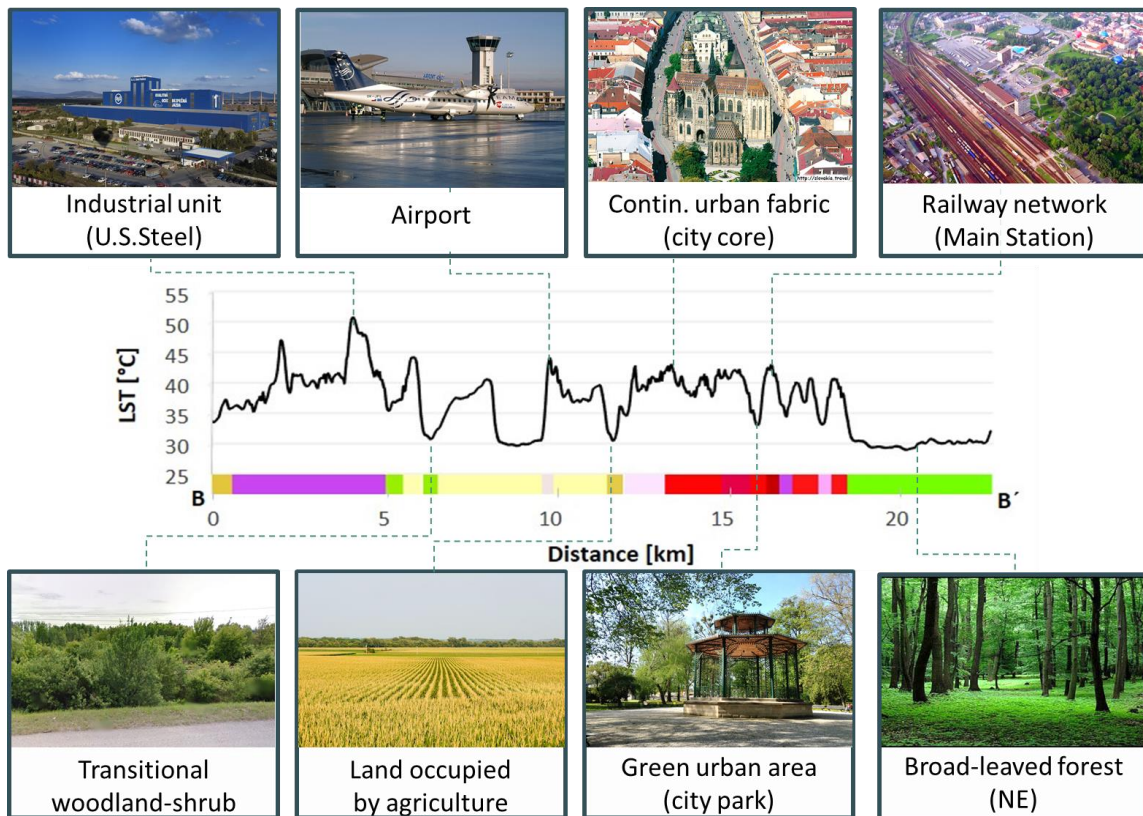 Industrial unit
(U.S.Steel)
Airport
Contin. urban fabric
(city core)
http://slovakia_travel/
Railway network
(Main Station)
LST [°C]
55
50
45
40
35
30
25
B
B´
0
5
10
15
20
Distance [km]
Transitional
woodland-shrub
Land occupied
by agriculture
Green urban area
(city park)
Broad-leaved forest
(NE)